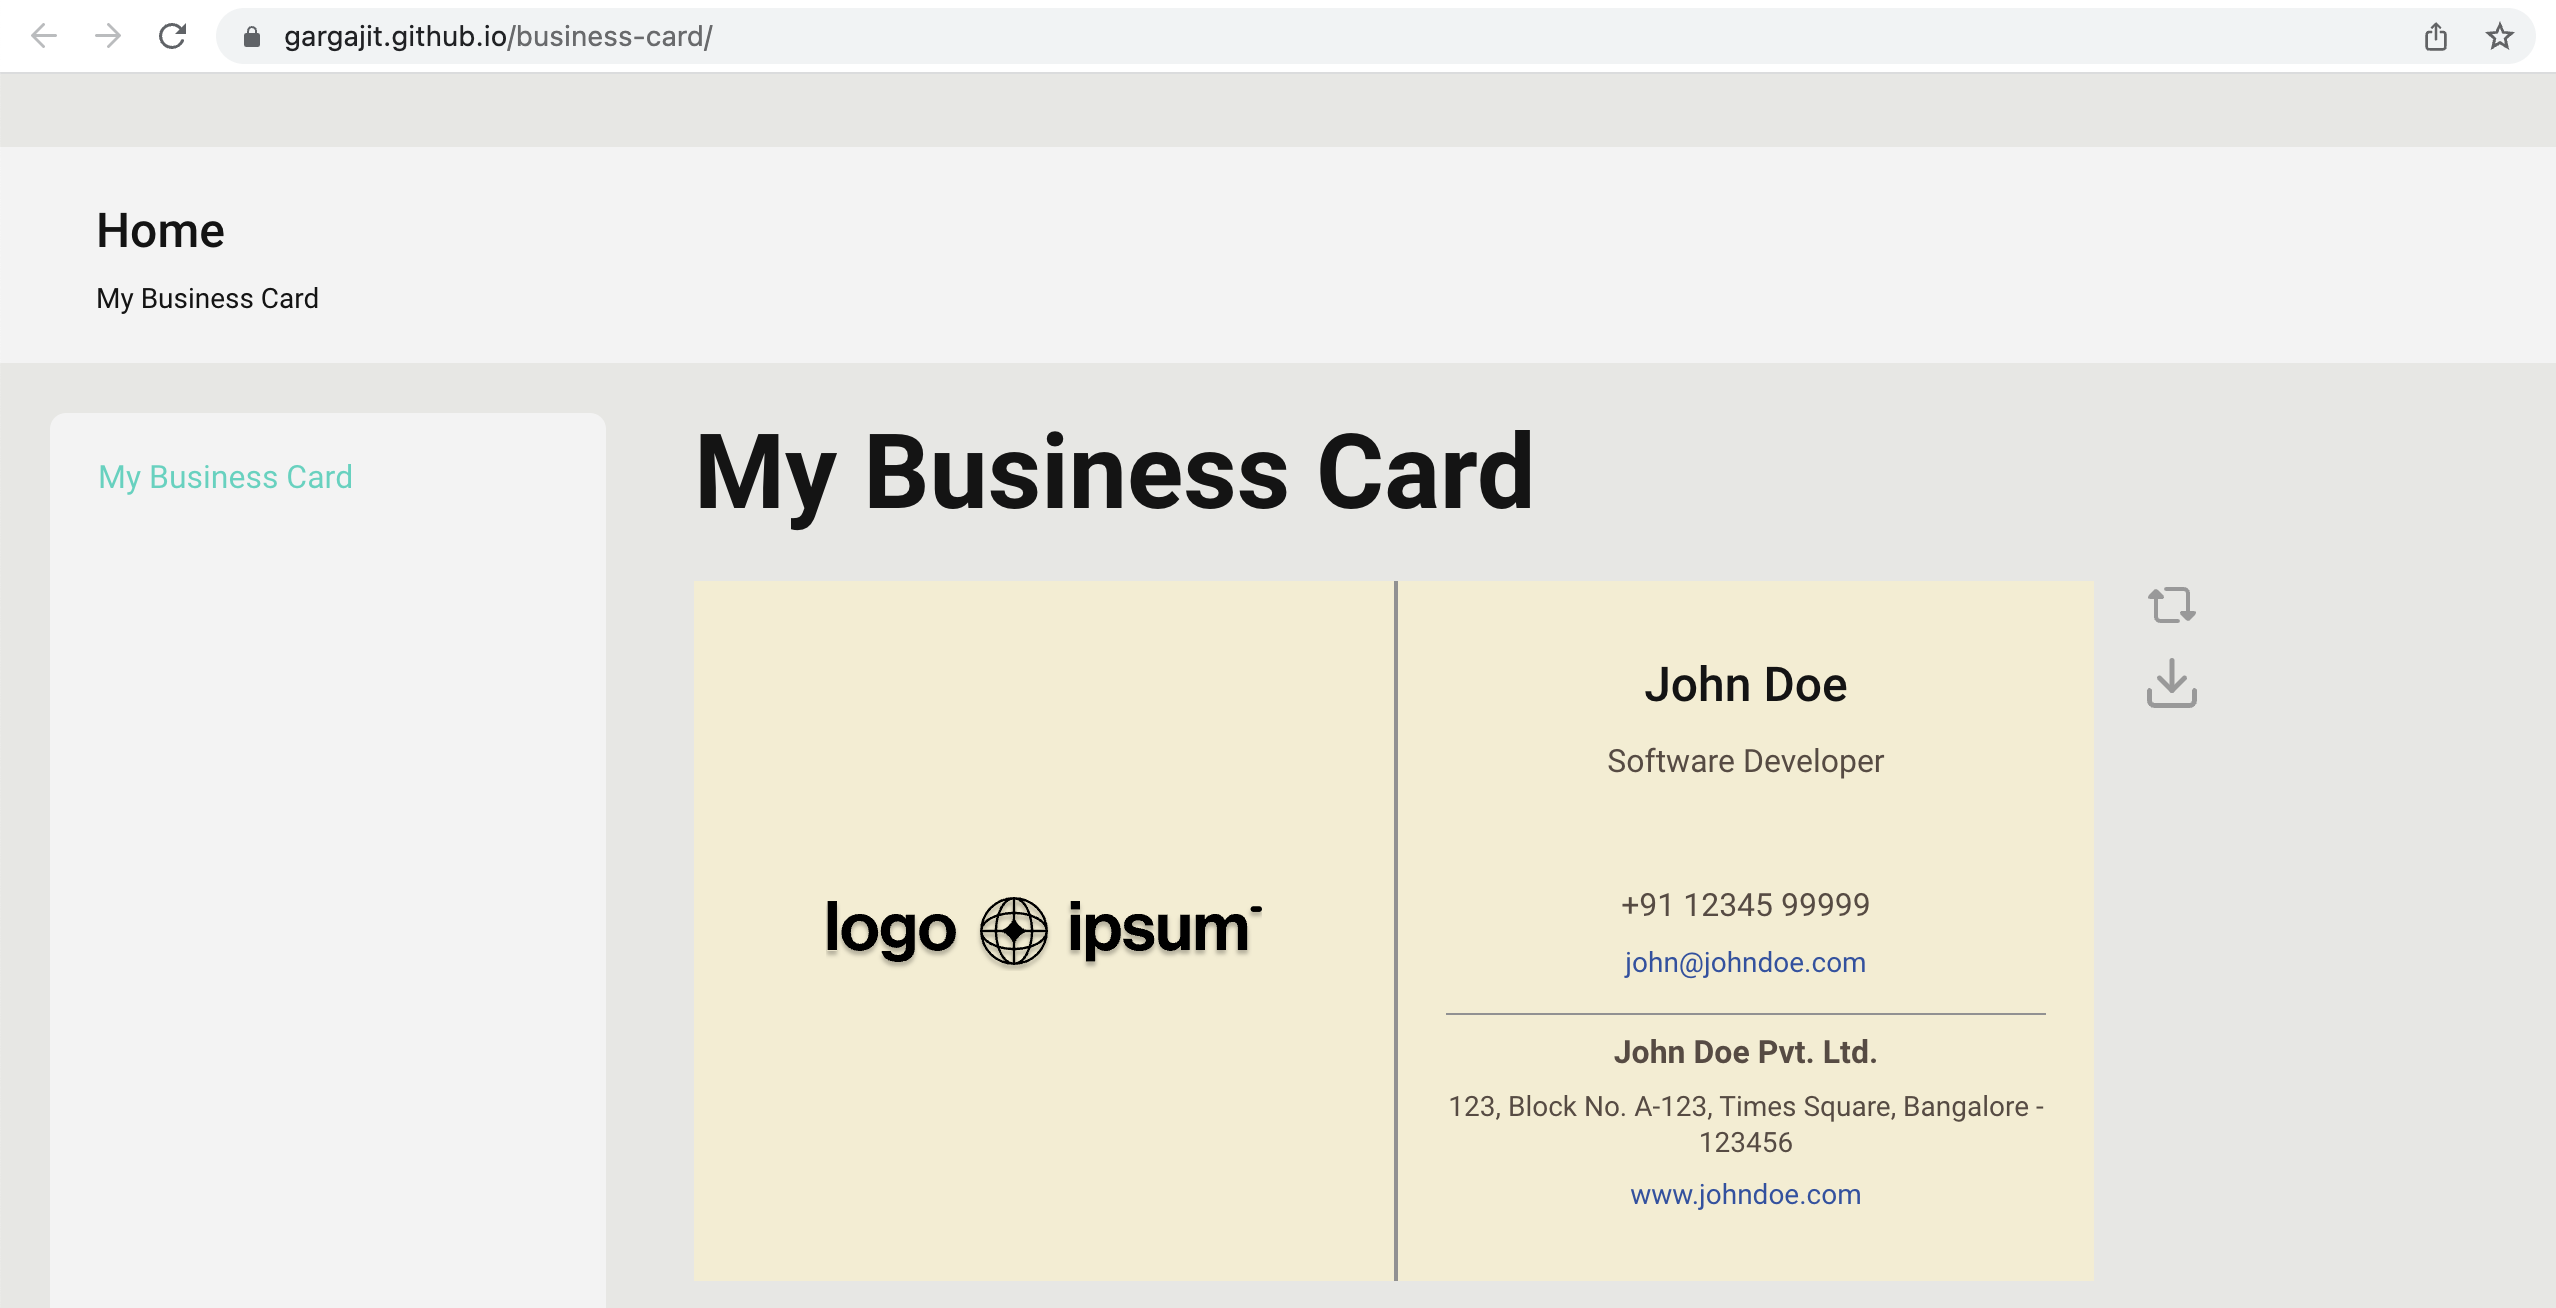 gargajit.github.io/business-card/
Home
My Business Card
My Business Card
My Business Card
logo ipsum
John Doe
Software Developer
+91 12345 99999
john@johndoe.com
John Doe Pvt. Ltd.
123, Block No. A-123, Times Square, Bangalore -
123456
www.johndoe.com